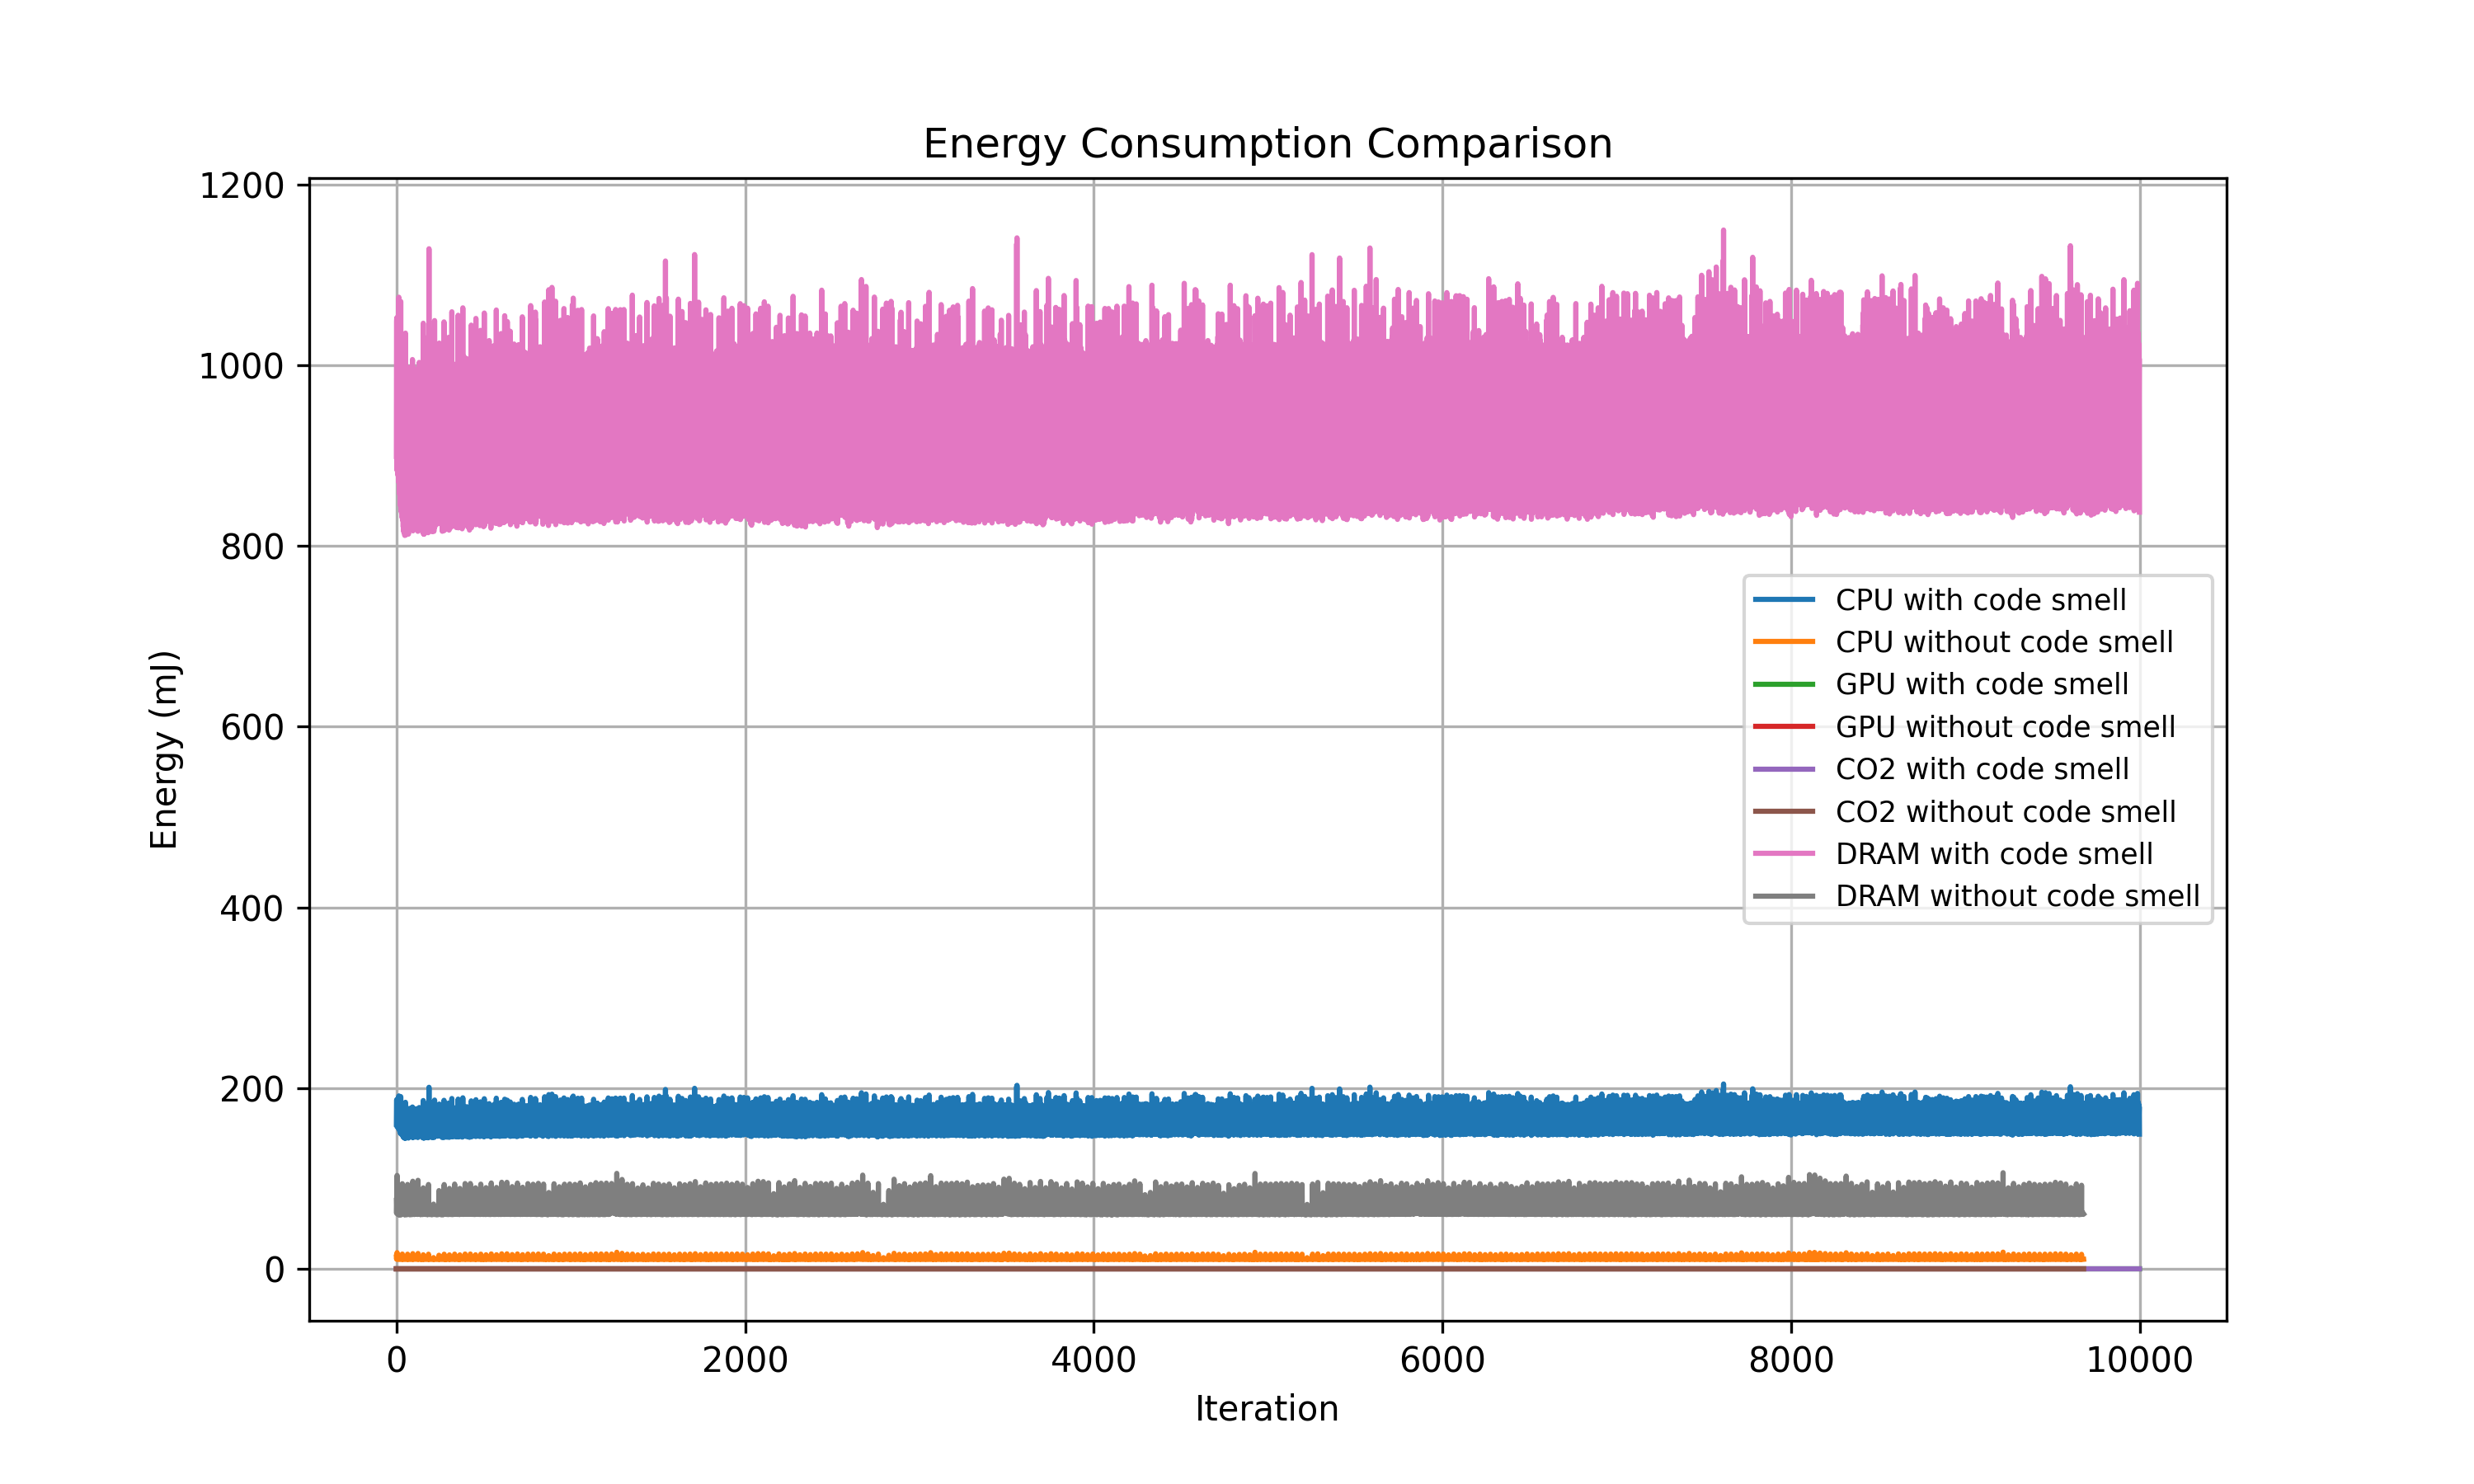 Energy Consumption Comparison
1200
1000
800
600
400
200
0
Energy (mJ)
CPU with code smell
CPU without code smell
GPU with code smell
GPU without code smell
CO2 with code smell
CO2 without code smell
DRAM with code smell
DRAM without code smell
0 2000 4000 6000 8000 10000
Iteration